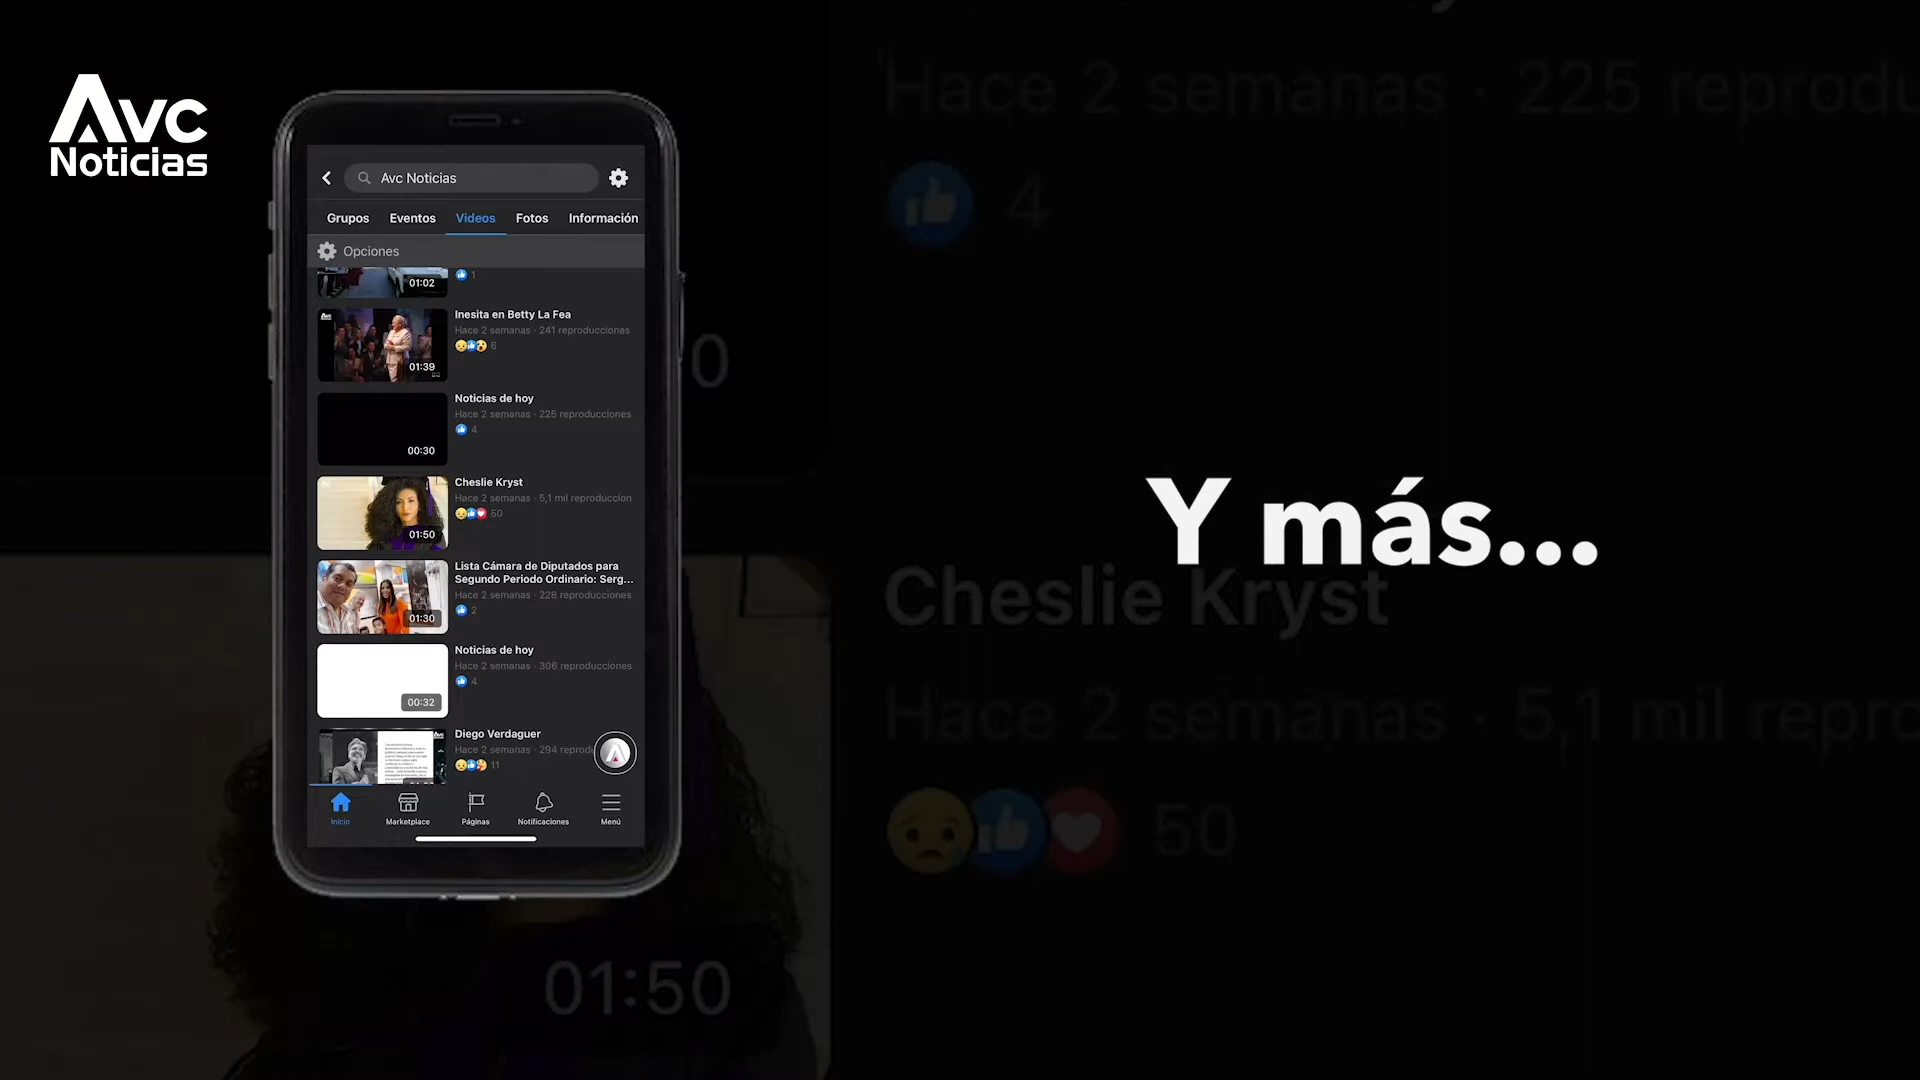 Avc
Noticias
Avc Noticias
Grupos Eventos Videos Fotos Información
Opciones
01:02
1
Inesita en Betty La Fea
Hace 2 semanas · 241 reproducciones
6
01:39
Noticias de hoy
Hace 2 semanas · 225 reproducciones
4
00:30
Cheslie Kryst
Hace 2 semanas · 5,1 mil reproduccion
50
01:50
Lista Cámara de Diputados para
Segundo Periodo Ordinario: Serg...
Hace 2 semanas · 228 reproducciones
2
01:30
Noticias de hoy
Hace 2 semanas · 306 reproducciones
4
00:32
Diego Verdaguer
Hace 2 semanas · 294 reprodu
11
Inicio Marketplace Páginas Notificaciones Menú
Hace 2 semanas · 225 reprodu
4
0
Y más...
Cheslie Kryst
Hace 2 semanas · 5,1 mil repro
50
01:50